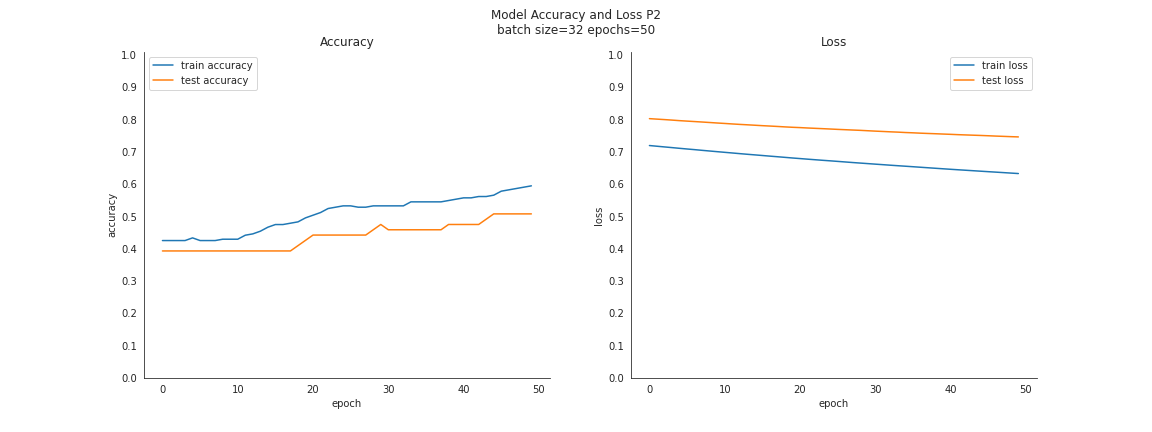 Model Accuracy and Loss P2
batch size=32 epochs=50
Accuracy
1.0
0.9
0.8
0.7
0.6
0.5
0.4
0.3
0.2
0.1
0.0
accuracy
train accuracy
test accuracy
0 10 20 30 40 50
epoch
Loss
1.0
0.9
0.8
0.7
0.6
0.5
0.4
0.3
0.2
0.1
0.0
loss
train loss
test loss
0 10 20 30 40 50
epoch